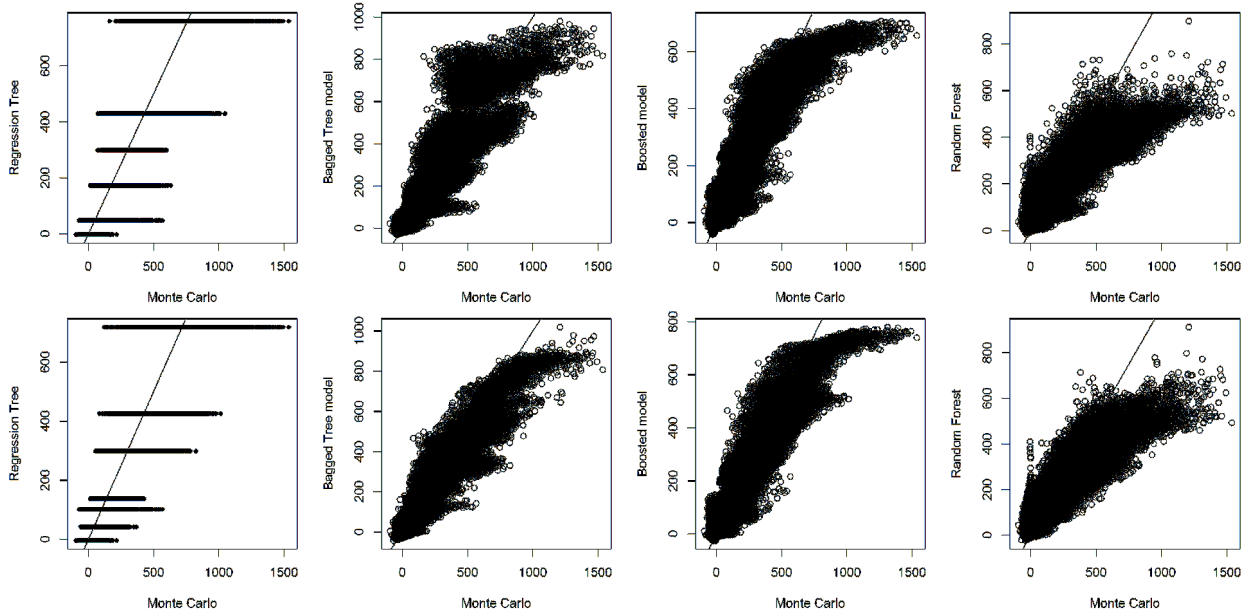 Regression Tree
0 200 400 600
0 500 1000 1500
Monte Carlo
Bagged Tree model
0 200 400 600 800 1000
0 500 1000 1500
Monte Carlo
Boosted model
0 200 400 600
0 500 1000 1500
Monte Carlo
Random Forest
0 200 400 600 800
0 500 1000 1500
Monte Carlo
Regression Tree
0 200 400 600
0 500 1000 1500
Monte Carlo
Bagged Tree model
0 200 400 600 800 1000
0 500 1000 1500
Monte Carlo
Boosted model
0 200 400 600 800
0 500 1000 1500
Monte Carlo
Random Forest
0 200 400 600 800
0 500 1000 1500
Monte Carlo